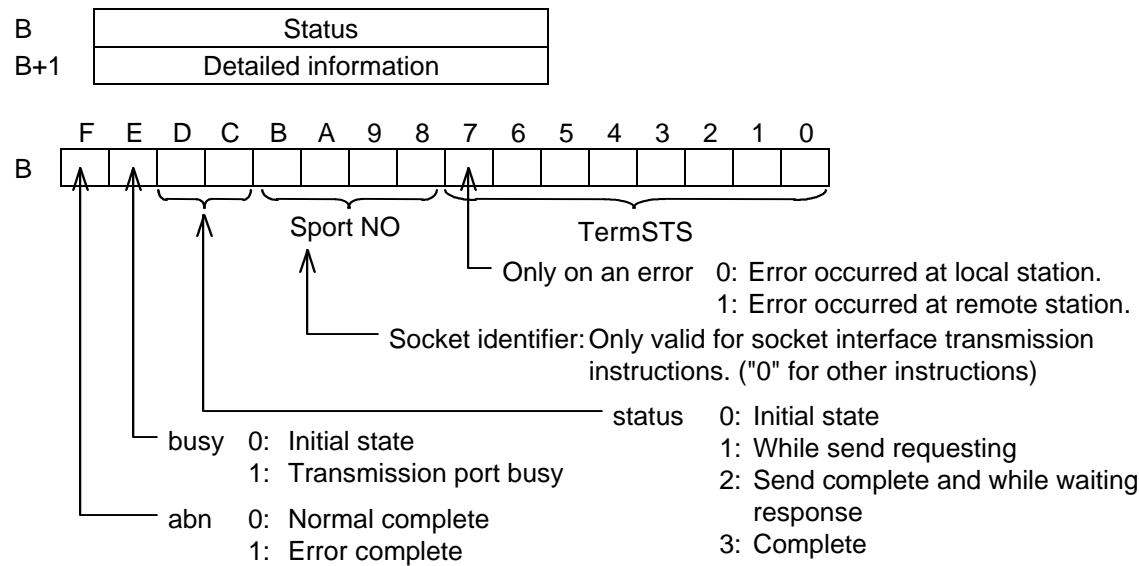 B Status
B+1 Detailed information
F E D C B A 9 8 7 6 5 4 3 2 1 0
B
Sport NO TermSTS
Only on an error 0: Error occurred at local station.
1: Error occurred at remote station.
Socket identifier: Only valid for socket interface transmission
instructions. ("0" for other instructions)
status 0: Initial state
1: While send requesting
2: Send complete and while waiting
response
3: Complete
busy 0: Initial state
1: Transmission port busy
abn 0: Normal complete
1: Error complete